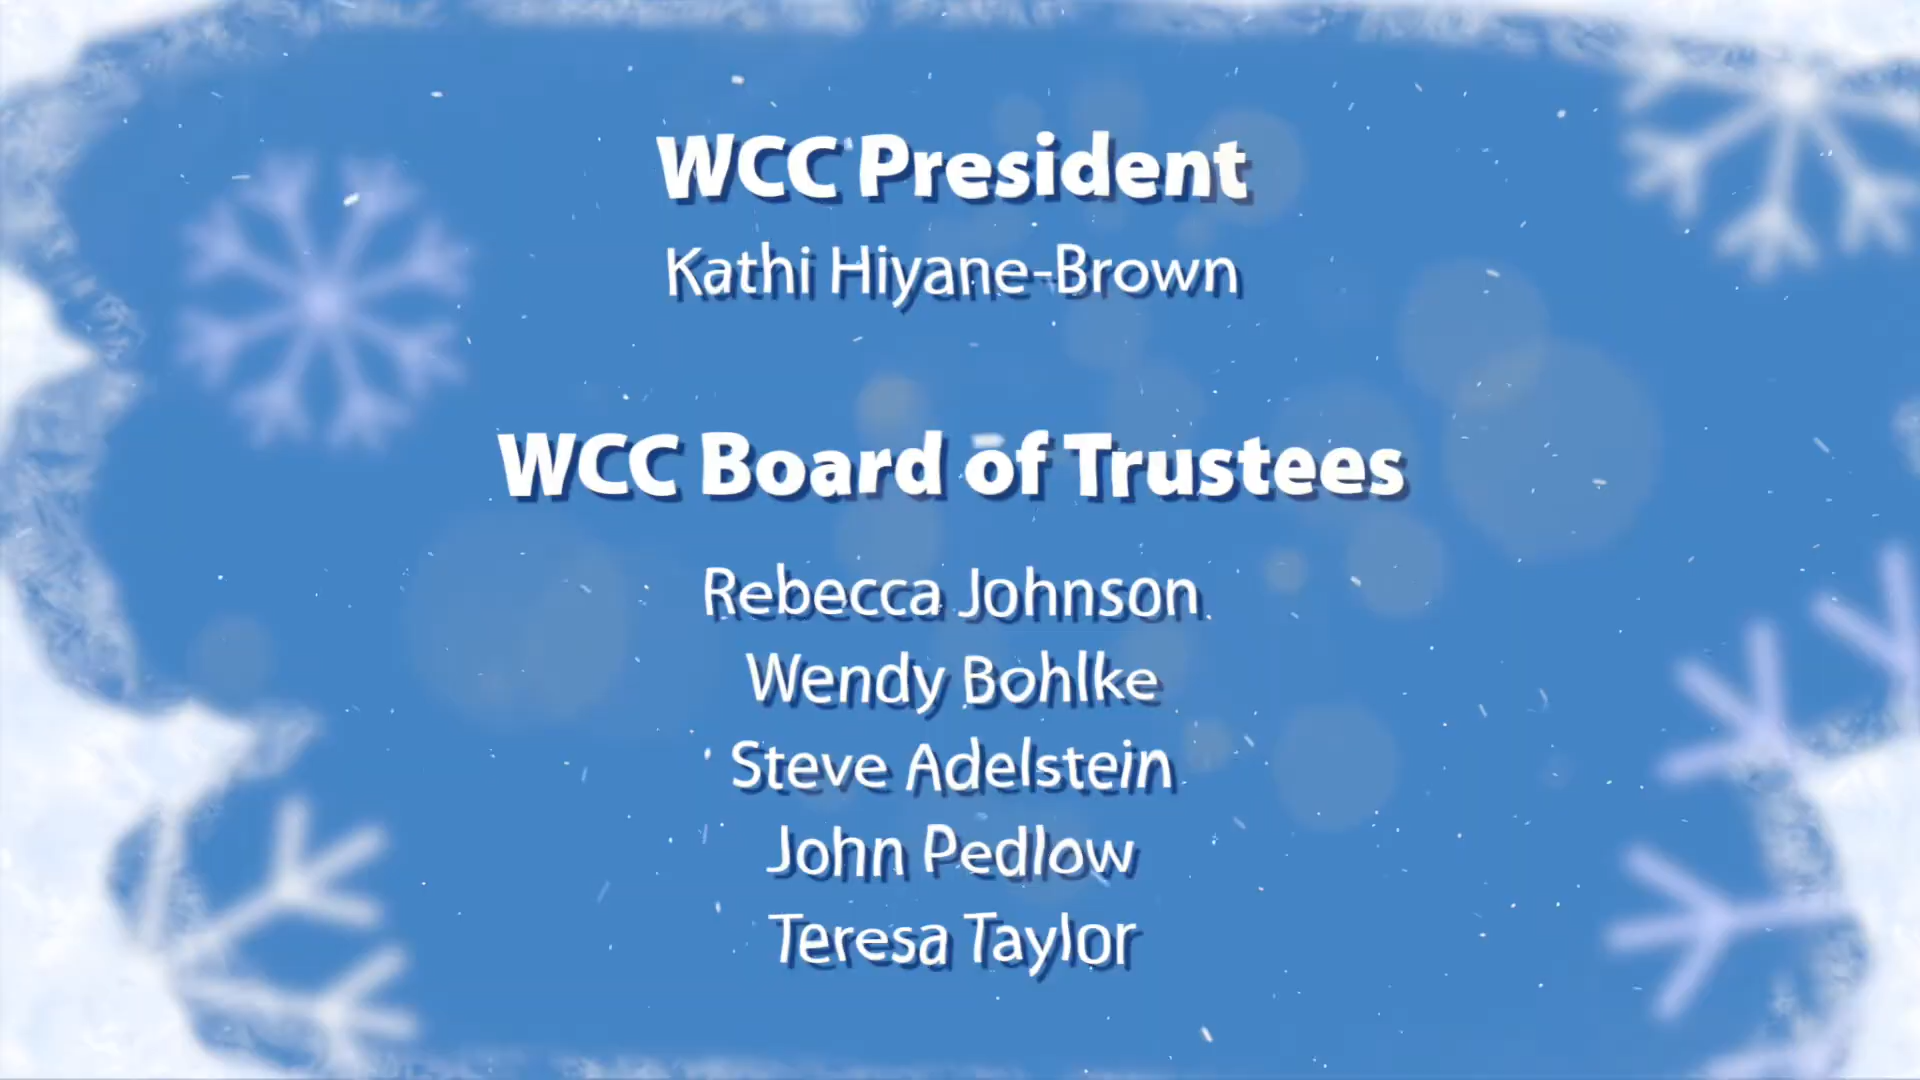 WCC President
Kathi Hiyane-Brown
WCC Board of Trustees
Rebecca Johnson
Wendy Bohlke
Steve Adelstein
John Pedlow
Teresa Taylor